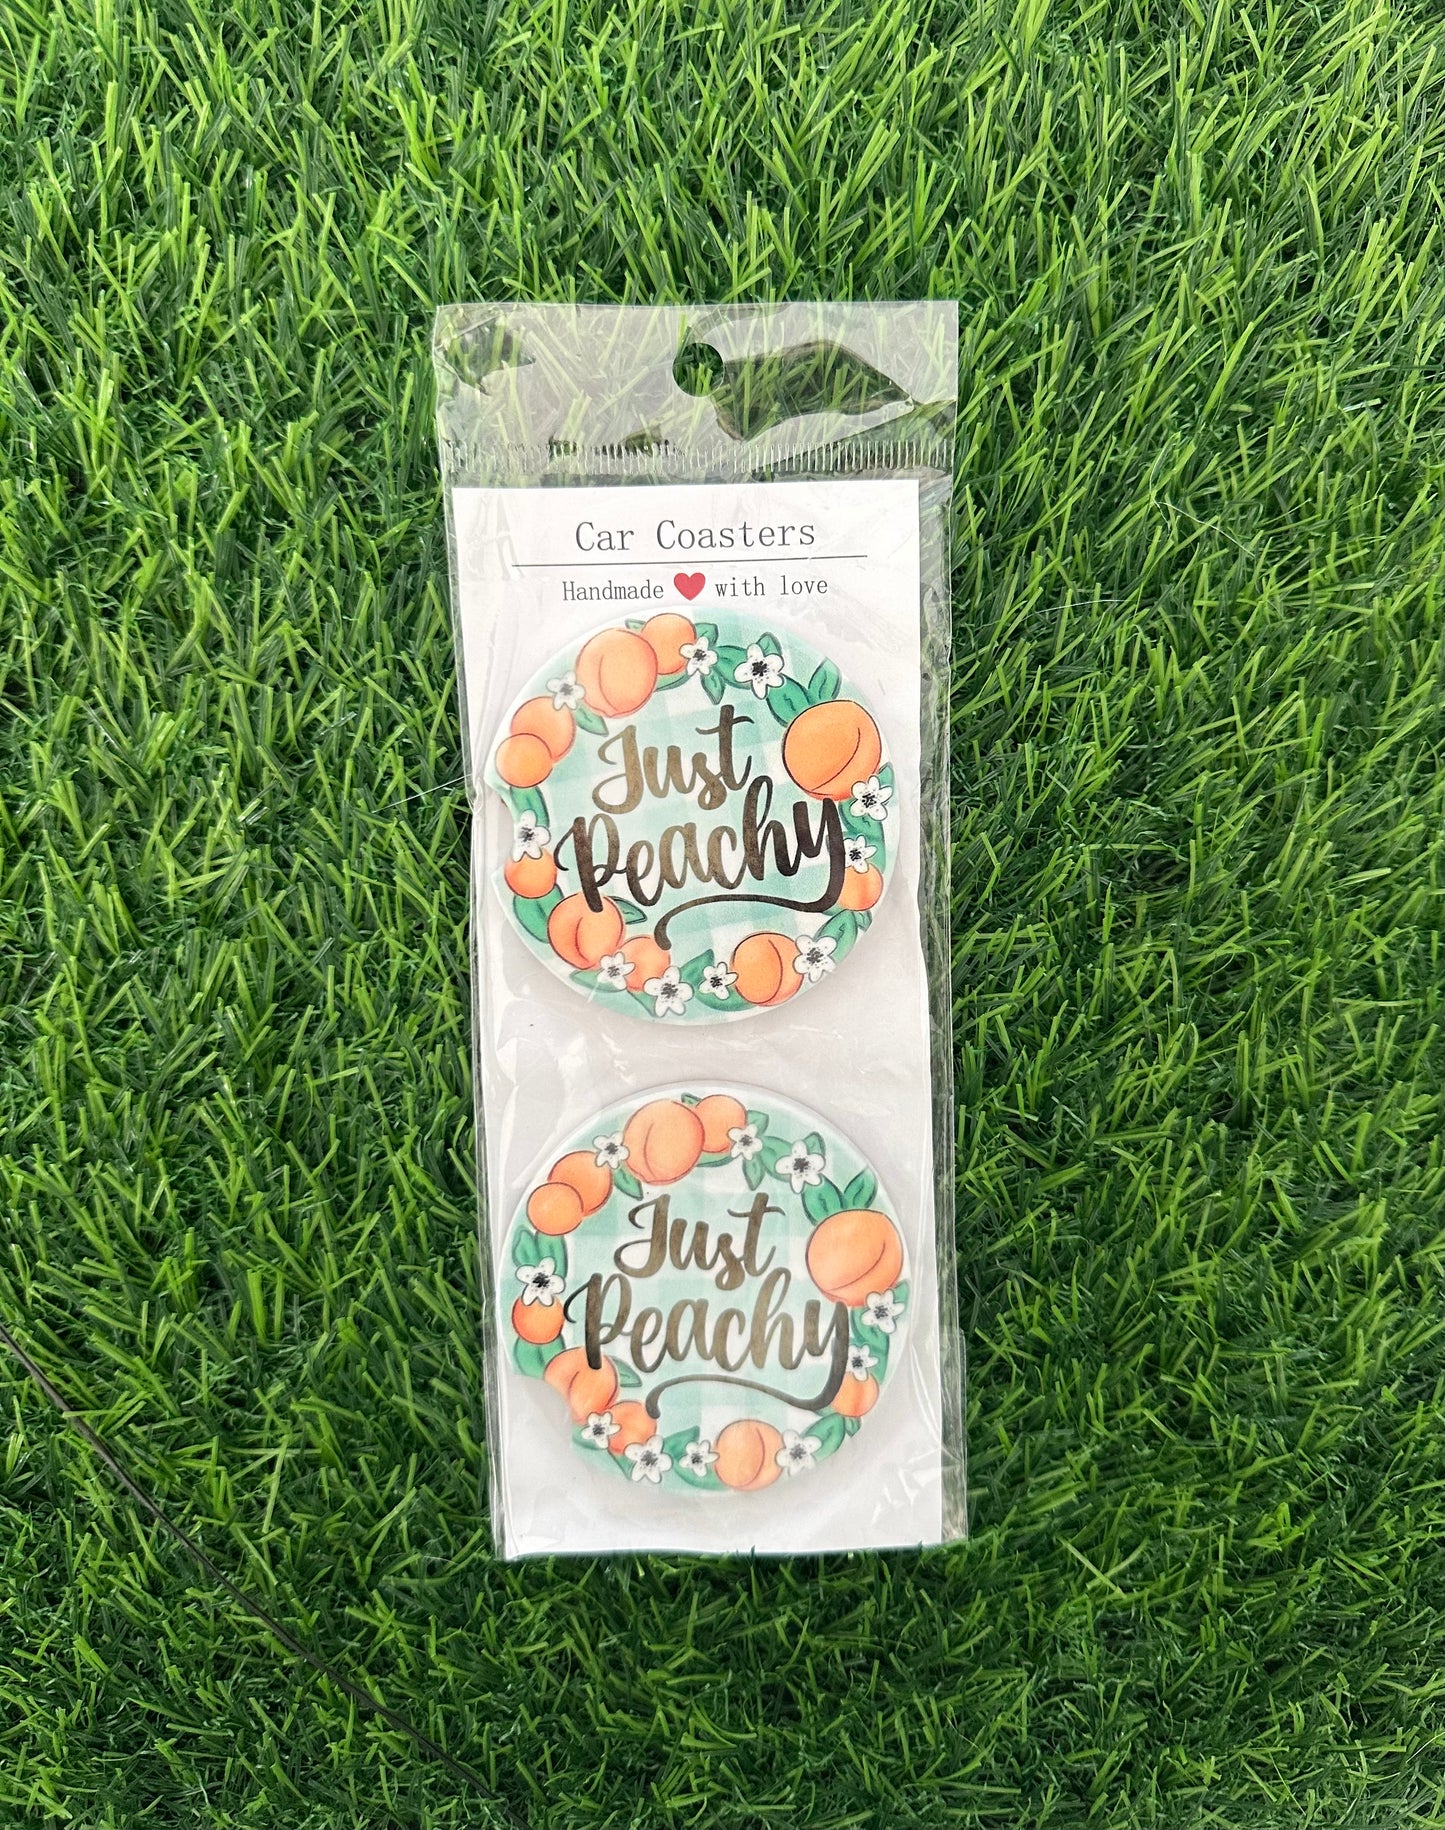 Car Coasters
Handmade ❤ with love
Just
Peachy
Just
Peachy